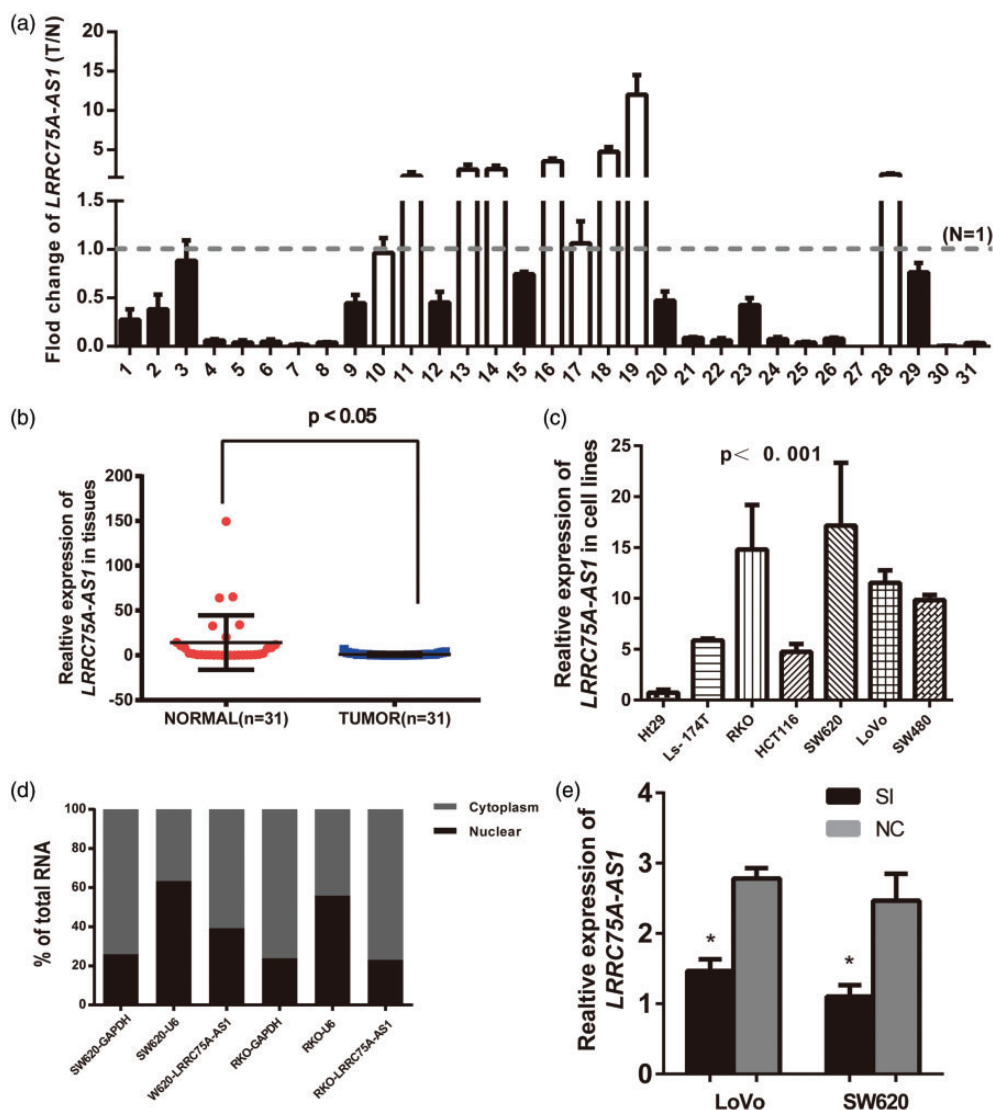 (a)
Flod change of LRRC75A-AS1 (T/N)
20
15
10
5
1.5
1.0
0.5
0.0
(N=1)
1 2 3 4 5 6 7 8 9 10 11 12 13 14 15 16 17 18 19 20 21 22 23 24 25 26 27 28 29 30 31
(b)
p < 0.05
Realtive expression of
LRRC75A-AS1 in tissues
200
150
100
50
0
-50
NORMAL(n=31) TUMOR(n=31)
(c)
p< 0.001
Realtive expression of
LRRC75A-AS1 in cell lines
25
20
15
10
5
0
Ht29 Ls-174T RKO HCT116 SW620 LoVo SW480
(d)
Cytoplasm
Nuclear
% of total RNA
100
80
60
40
20
0
SW620-GAPDH SW620-U6 W620-LRRC75A-AS1 RKO-GAPDH RKO-U6 RKO-LRRC75A-AS1
(e)
SI
NC
Realtive expression of
LRRC75A-AS1
4
3
2
1
0
* *
LoVo SW620